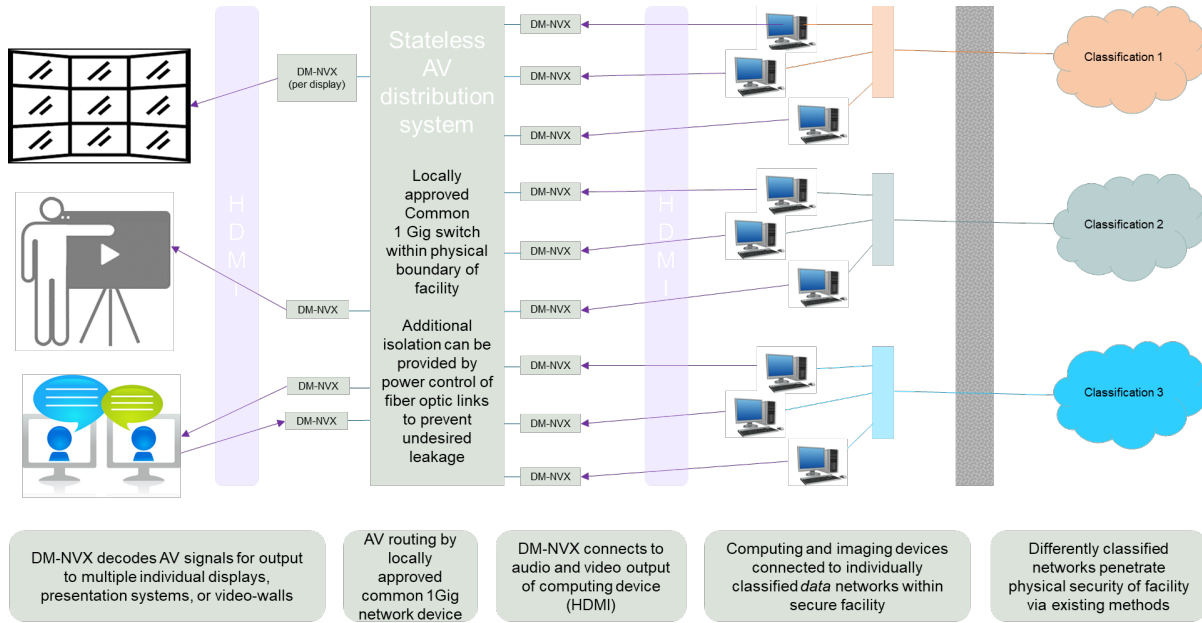 Stateless
AV
distribution
system
Locally
approved
Common
1 Gig switch
within physical
boundary of
facility
Additional
isolation can be
provided by
power control of
fiber optic links
to prevent
undesired
leakage
HDMI
DM-NVX
(per display)
DM-NVX
DM-NVX
DM-NVX
DM-NVX
DM-NVX
DM-NVX
DM-NVX
DM-NVX
DM-NVX
DM-NVX
DM-NVX
DM-NVX
HDMI
Classification 1
Classification 2
Classification 3
DM-NVX decodes AV signals for output
to multiple individual displays,
presentation systems, or video-walls
AV routing by
locally
approved
common 1Gig
network device
DM-NVX connects to
audio and video output
of computing device
(HDMI)
Computing and imaging devices
connected to individually
classified data networks within
secure facility
Differently classified
networks penetrate
physical security of facility
via existing methods